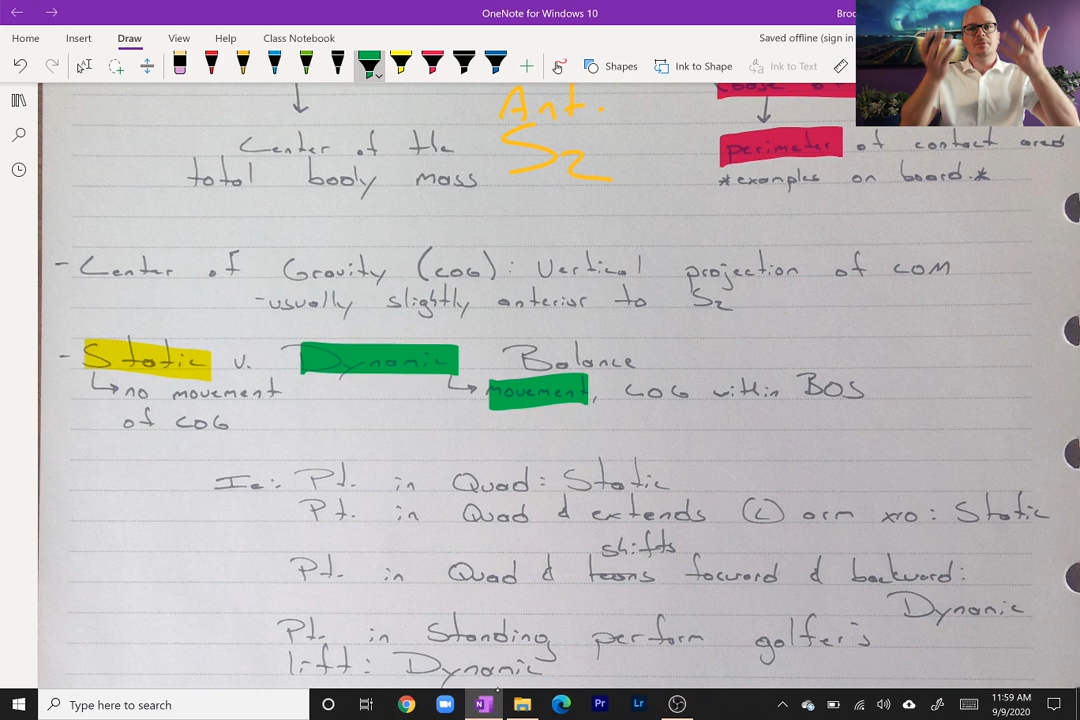 OneNote for Windows 10
Home Insert Draw View Help Class Notebook
Saved offline (sign in
Shapes Ink to Shape Ink to Text
Ant.
S2
Center of the
total body mass
perimeter of contact area
*examples on board.*
- Center of Gravity (COG): Vertical projection of COM
-usually slightly anterior to S2
- Static v. Dynamic Balance
no movement
of COG
movement, COG within BOS
Ie: Pt. in Quad: Static
Pt. in Quad & extends (L) arm x10: Static
shifts
Pt. in Quad & forward & backward:
Dynamic
Pt. in Standing perform golfer's
lift: Dynamic
Type here to search
N
Pr
Lr
11:59 AM
9/9/2020